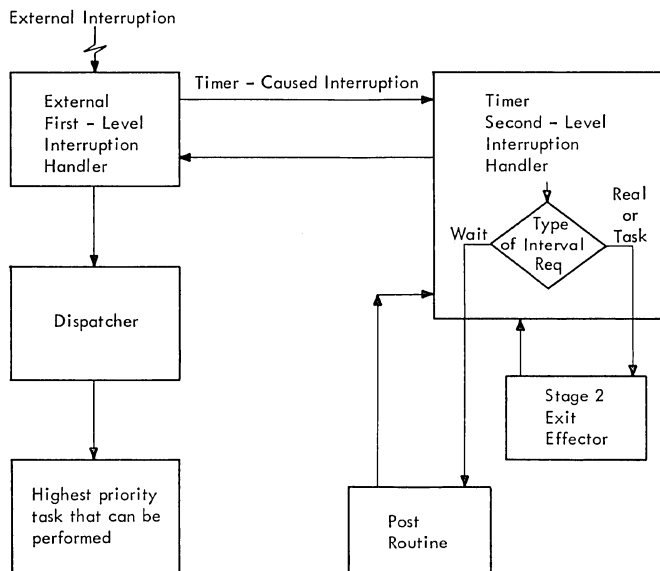 External Interruption
External
First - Level
Interruption
Handler
Timer - Caused Interruption
Timer
Second - Level
Interruption
Handler
Type
of Interval
Req
Wait
Real
or
Task
Dispatcher
Stage 2
Exit
Effector
Highest priority
task that can be
performed
Post
Routine